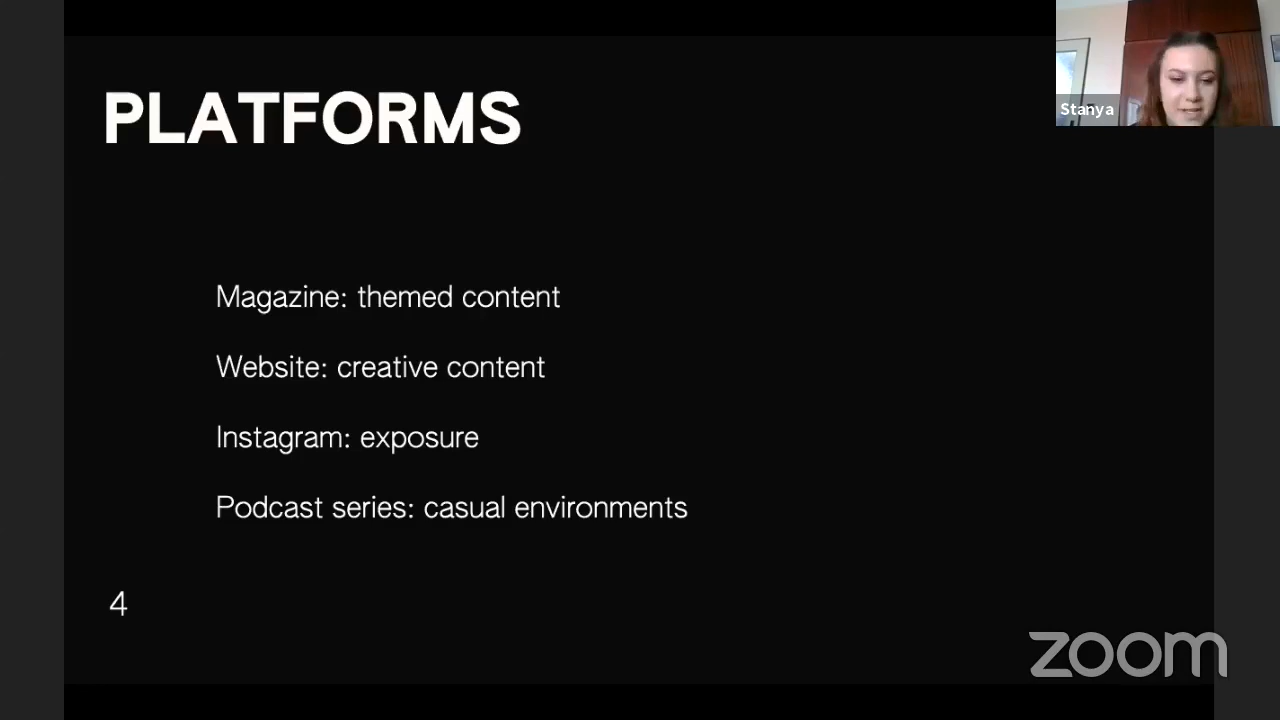 PLATFORMS
Stanya
Magazine: themed content
Website: creative content
Instagram: exposure
Podcast series: casual environments
4
zoom